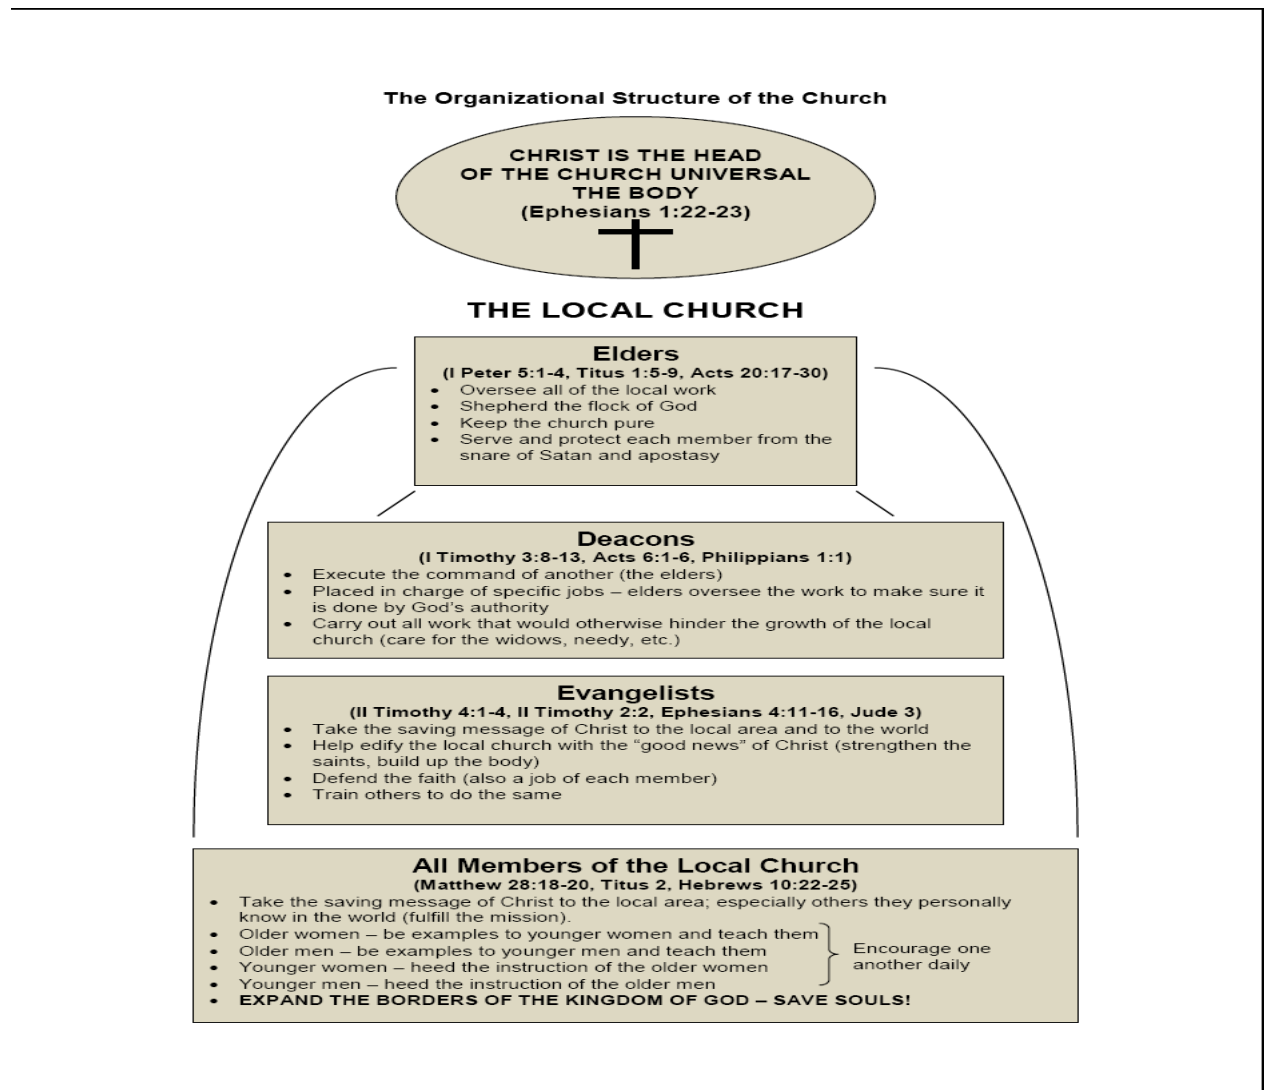 The Organizational Structure of the Church
CHRIST IS THE HEAD
OF THE CHURCH UNIVERSAL
THE BODY
(Ephesians 1:22-23)
THE LOCAL CHURCH
Elders
(I Peter 5:1-4, Titus 1:5-9, Acts 20:17-30)
• Oversee all of the local work
• Shepherd the flock of God
• Keep the church pure
• Serve and protect each member from the
snare of Satan and apostasy
Deacons
(I Timothy 3:8-13, Acts 6:1-6, Philippians 1:1)
• Execute the command of another (the elders)
• Placed in charge of specific jobs – elders oversee the work to make sure it
is done by God's authority
• Carry out all work that would otherwise hinder the growth of the local
church (care for the widows, needy, etc.)
Evangelists
(II Timothy 4:1-4, II Timothy 2:2, Ephesians 4:11-16, Jude 3)
• Take the saving message of Christ to the local area and to the world
• Help edify the local church with the “good news” of Christ (strengthen the
saints, build up the body)
• Defend the faith (also a job of each member)
• Train others to do the same
All Members of the Local Church
(Matthew 28:18-20, Titus 2, Hebrews 10:22-25)
• Take the saving message of Christ to the local area; especially others they personally
know in the world (fulfill the mission).
• Older women – be examples to younger women and teach them
• Older men – be examples to younger men and teach them
• Younger women – heed the instruction of the older women
• Younger men – heed the instruction of the older men
Encourage one
another daily
• EXPAND THE BORDERS OF THE KINGDOM OF GOD – SAVE SOULS!